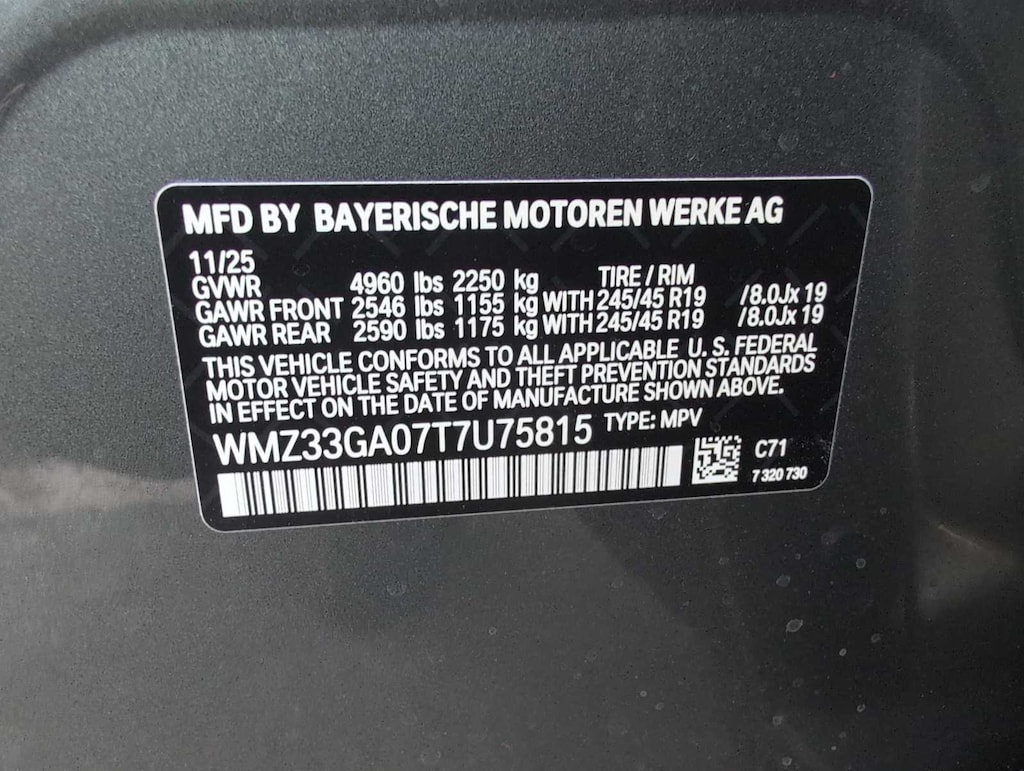 MFD BY BAYERISCHE MOTOREN WERKE AG
11/25
GVWR 4960 lbs 2250 kg TIRE / RIM
GAWR FRONT 2546 lbs 1155 kg WITH 245/45 R19 /8.0Jx 19
GAWR REAR 2590 lbs 1175 kg WITH 245/45 R19 /8.0Jx 19
THIS VEHICLE CONFORMS TO ALL APPLICABLE U. S. FEDERAL
MOTOR VEHICLE SAFETY AND THEFT PREVENTION STANDARDS
IN EFFECT ON THE DATE OF MANUFACTURE SHOWN ABOVE.
WMZ33GA07T7U75815 TYPE: MPV
C71
7 320 730